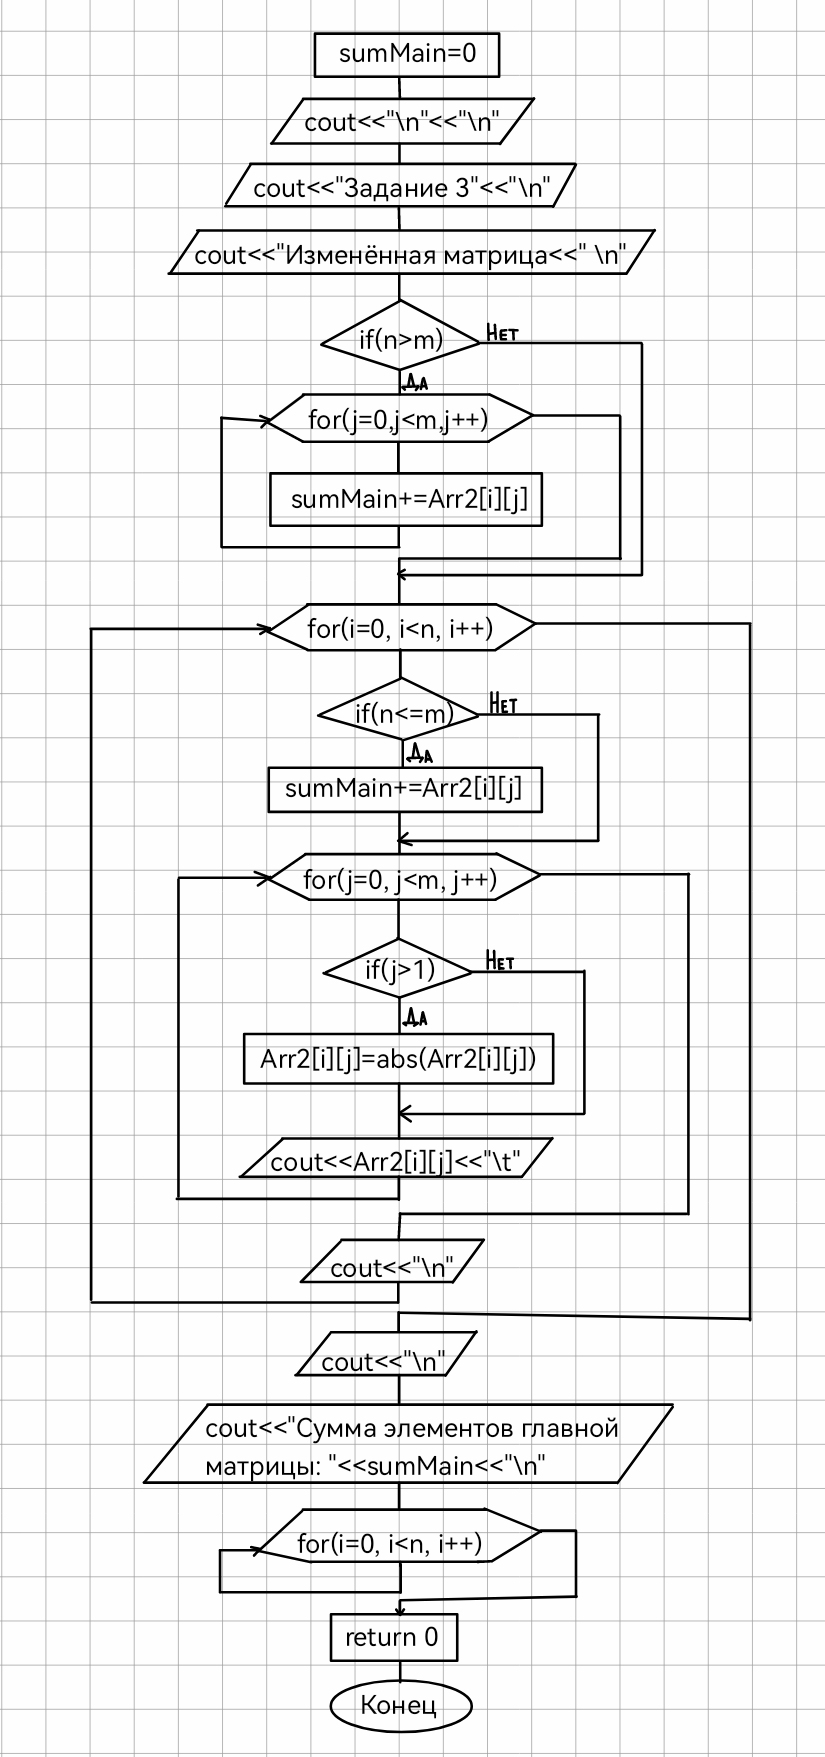 sumMain=0
cout<<"\n"<<"\n"
cout<<"Задание 3"<<"\n"
cout<<"Изменённая матрица<<" \n"
if(n>m)
Нет
Да
for(j=0,j<m,j++)
sumMain+=Arr2[i][j]
for(i=0, i<n, i++)
if(n<=m)
Нет
Да
sumMain+=Arr2[i][j]
for(j=0, j<m, j++)
if(j>1)
Нет
Да
Arr2[i][j]=abs(Arr2[i][j])
cout<<Arr2[i][j]<<"\t"
cout<<"\n"
cout<<"\n"
cout<<"Сумма элементов главной
матрицы: "<<sumMain<<"\n"
for(i=0, i<n, i++)
return 0
Конец